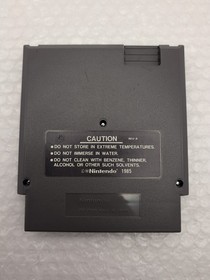 CAUTION
●DO NOT STORE IN EXTREME TEMPERATURES.
●DO NOT IMMERSE IN WATER.
●DO NOT CLEAN WITH BENZENE, THINNER,
ALCOHOL OR OTHER SUCH SOLVENTS.
©Nintendo 1985